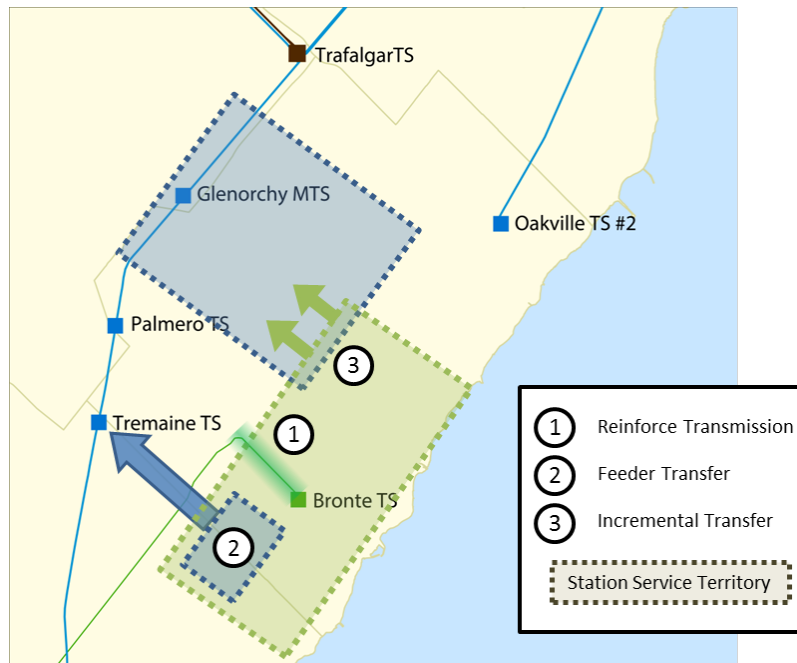 TrafalgarTS
Glenorchy MTS
Oakville TS #2
Palmero TS
3
Tremaine TS
1
Bronte TS
2
1 Reinforce Transmission
2 Feeder Transfer
3 Incremental Transfer
Station Service Territory